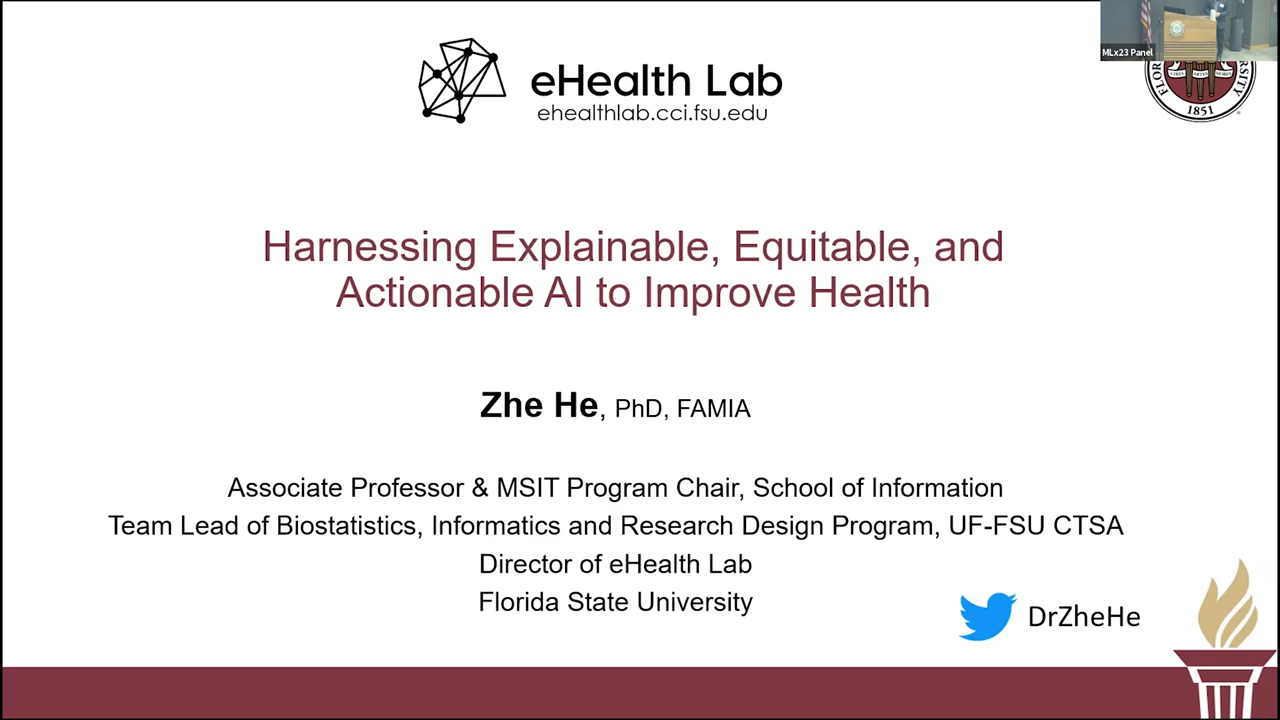 MLx23 Panel
eHealth Lab
ehealthlab.cci.fsu.edu
1851
Harnessing Explainable, Equitable, and
Actionable AI to Improve Health
Zhe He, PhD, FAMIA
Associate Professor & MSIT Program Chair, School of Information
Team Lead of Biostatistics, Informatics and Research Design Program, UF-FSU CTSA
Director of eHealth Lab
Florida State University
DrZheHe